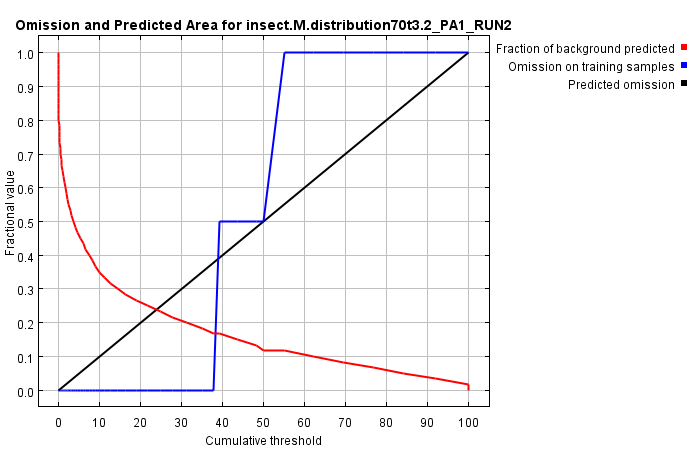 Omission and Predicted Area for insect.M.distribution70t3.2_PA1_RUN2
Fraction of background predicted
Omission on training samples
Predicted omission
Fractional value
1.0
0.9
0.8
0.7
0.6
0.5
0.4
0.3
0.2
0.1
0.0
0 10 20 30 40 50 60 70 80 90 100
Cumulative threshold